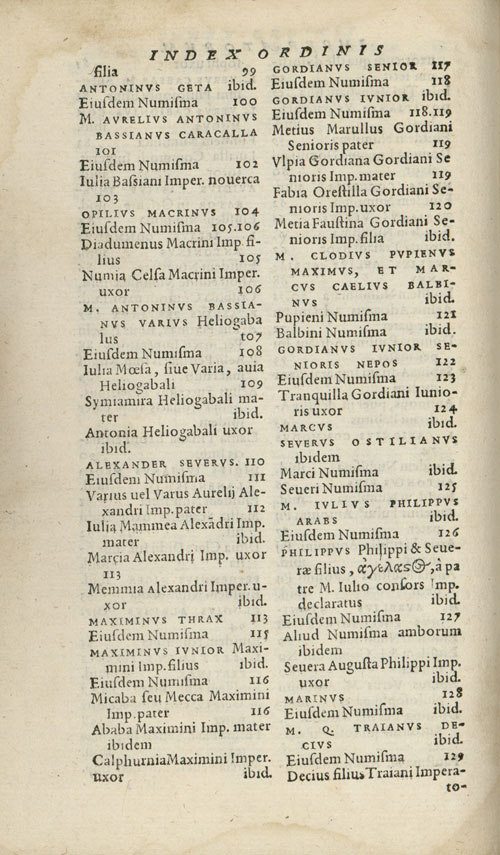 INDEX ORDINIS
filia 99
ANTONINVS GETA ibid.
Eiuſdem Numiſma 100
M. AVRELIVS ANTONINVS
BASSIANVS CARACALLA
101
Eiuſdem Numiſma 102
Iulia Baſsiani Imper. nouerca
103
OPILIVS MACRINVS 104
Eiuſdem Numiſma 105.106
Diadumenus Macrini Imp. fi-
lius 105
Numia Celſa Macrini Imper.
uxor 106
M. ANTONINVS BASSIA-
NVS VARIVS Heliogaba
lus 107
Eiuſdem Numiſma 108
Iulia Mœſa, ſiue Varia, auia
Heliogabali 109
Symiamira Heliogabali ma-
ter ibid.
Antonia Heliogabali uxor
ibid.
ALEXANDER SEVERVS. 110
Eiuſdem Numiſma 111
Varius uel Varus Aurelij Ale-
xandri Imp. pater 112
Iulia Mammea Alexãdri Imp.
mater ibid.
Marcia Alexandri Imp. uxor
113
Memmia Alexandri Imper. u-
xor ibid.
MAXIMINVS THRAX 113
Eiuſdem Numiſma 115
MAXIMINVS IVNIOR Maxi-
mini Imp. filius ibid.
Eiuſdem Numiſma 116
Micaba ſeu Mecca Maximini
Imp. pater 116
Ababa Maximini Imp. mater
ibidem
Calphurnia Maximini Imper.
uxor ibid.
GORDIANVS SENIOR 117
Eiuſdem Numiſma 118
GORDIANVS IVNIOR ibid.
Eiuſdem Numiſma 118.119
Metius Marullus Gordiani
Senioris pater 119
Vlpia Gordiana Gordiani Se
nioris Imp. mater 119
Fabia Oreſtilla Gordiani Se-
nioris Imp. uxor 120
Metia Fauſtina Gordiani Se-
nioris Imp. filia ibid.
M. CLODIVS PVPIENVS
MAXIMVS, ET MAR-
CVS CAELIVS BALBI-
NVS ibid.
Pupieni Numiſma 121
Balbini Numiſma ibid.
GORDIANVS IVNIOR SE-
NIORIS NEPOS 122
Eiuſdem Numiſma 123
Tranquilla Gordiani Iunio-
ris uxor 124
MARCVS ibid.
SEVERVS OSTILIANVS
ibidem
Marci Numiſma ibid.
Seueri Numiſma 125
M. IVLIVS PHILIPPVS
ARABS ibid.
Eiuſdem Numiſma 126
PHILIPPVS Philippi & Seue-
ræ filius, ἀγέλαςος, à pa
tre M. Iulio conſors Imp.
declaratus ibid.
Eiuſdem Numiſma 127
Aliud Numiſma amborum
ibidem
Seuera Auguſta Philippi Imp.
uxor ibid.
MARINVS 128
Eiuſdem Numiſma ibid.
M. Q. TRAIANVS DE-
CIVS ibid.
Eiuſdem Numiſma 129
Decius filius Traiani Impera-
to-